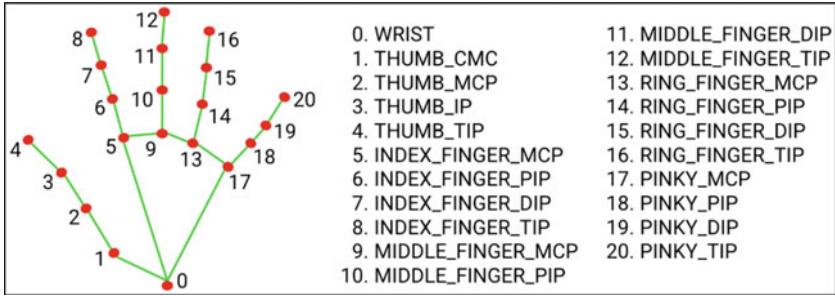 12
8
11
16
7
15
6
10
14
20
4
5
9
13
19
18
3
17
2
1
0
0. WRIST
1. THUMB_CMC
2. THUMB_MCP
3. THUMB_IP
4. THUMB_TIP
5. INDEX_FINGER_MCP
6. INDEX_FINGER_PIP
7. INDEX_FINGER_DIP
8. INDEX_FINGER_TIP
9. MIDDLE_FINGER_MCP
10. MIDDLE_FINGER_PIP
11. MIDDLE_FINGER_DIP
12. MIDDLE_FINGER_TIP
13. RING_FINGER_MCP
14. RING_FINGER_PIP
15. RING_FINGER_DIP
16. RING_FINGER_TIP
17. PINKY_MCP
18. PINKY_PIP
19. PINKY_DIP
20. PINKY_TIP